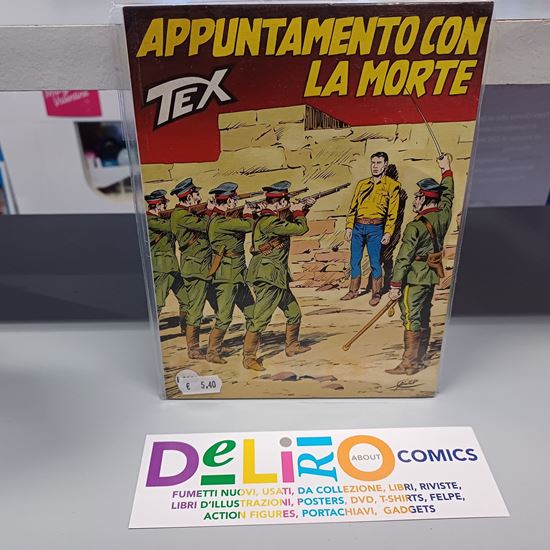 APPUNTAMENTO CON
LA MORTE
TEX
€ 5,40
DeLiRiO ABOUT COMICS
FUMETTI NUOVI, USATI, DA COLLEZIONE, LIBRI, RIVISTE,
LIBRI D'ILLUSTRAZIONI, POSTERS, DVD, T-SHIRTS, FELPE,
ACTION FIGURES, PORTACHIAVI, GADGETS